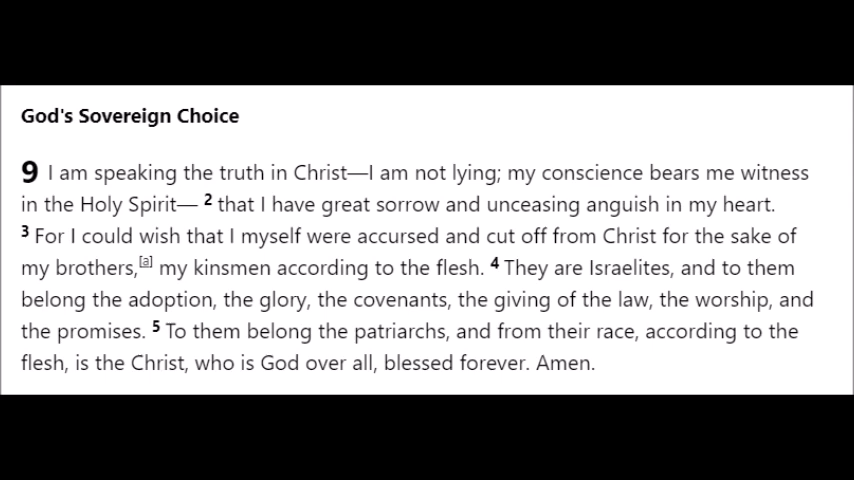 God's Sovereign Choice
9 I am speaking the truth in Christ—I am not lying; my conscience bears me witness
in the Holy Spirit— 2 that I have great sorrow and unceasing anguish in my heart.
3 For I could wish that I myself were accursed and cut off from Christ for the sake of
my brothers,[a] my kinsmen according to the flesh. 4 They are Israelites, and to them
belong the adoption, the glory, the covenants, the giving of the law, the worship, and
the promises. 5 To them belong the patriarchs, and from their race, according to the
flesh, is the Christ, who is God over all, blessed forever. Amen.